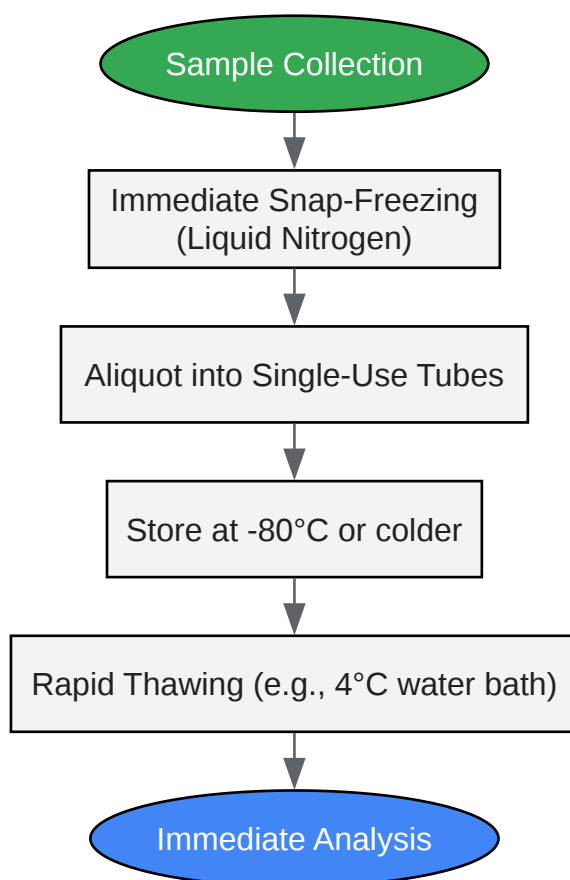 Sample Collection
Immediate Snap-Freezing
(Liquid Nitrogen)
Aliquot into Single-Use Tubes
Store at -80°C or colder
Rapid Thawing (e.g., 4°C water bath)
Immediate Analysis